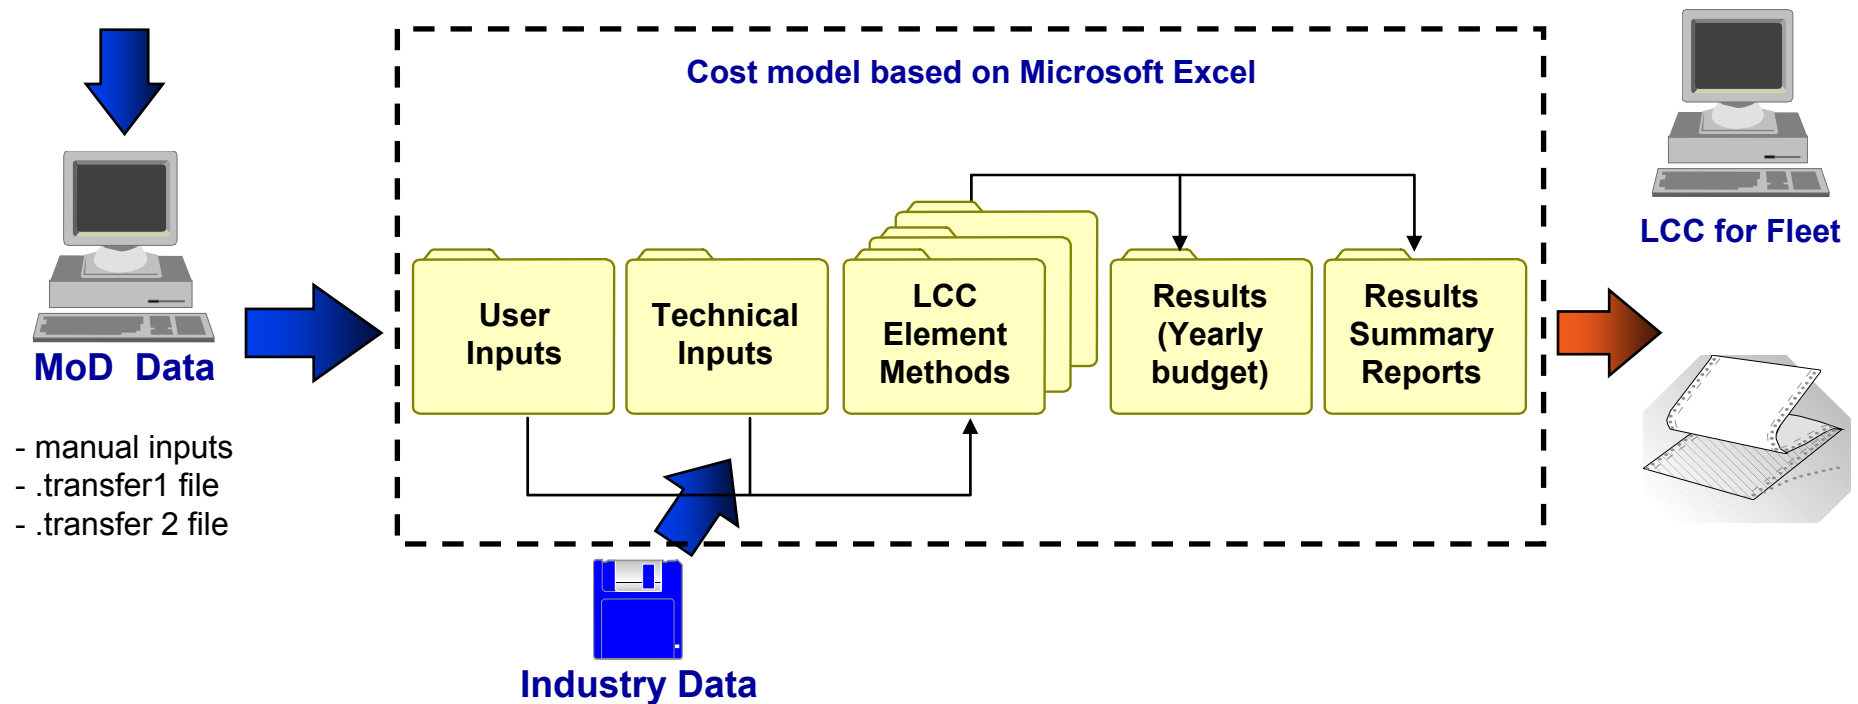 Cost model based on Microsoft Excel
LCC for Fleet
User
Inputs
Technical
Inputs
LCC
Element
Methods
Results
(Yearly
budget)
Results
Summary
Reports
MoD  Data
- manual inputs
- .transfer1 file
- .transfer 2 file
Industry Data